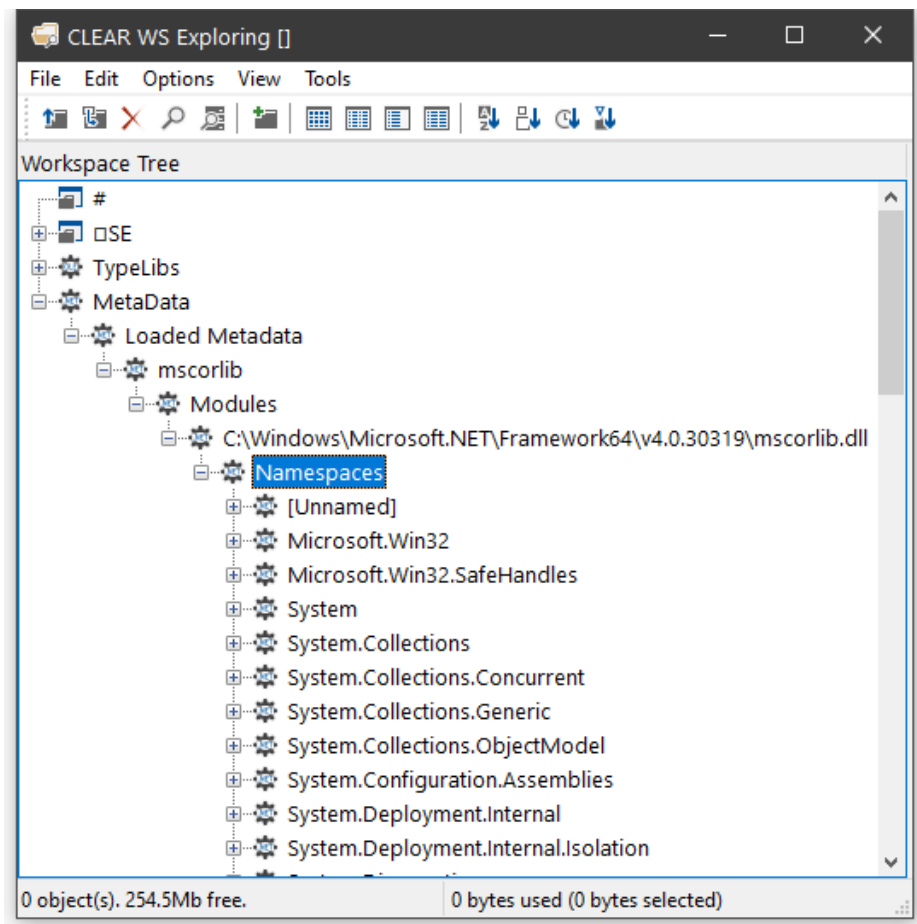 CLEAR WS Exploring []
File Edit Options View Tools
Workspace Tree
#
⎕SE
TypeLibs
MetaData
Loaded Metadata
mscorlib
Modules
C:\Windows\Microsoft.NET\Framework64\v4.0.30319\mscorlib.dll
Namespaces
[Unnamed]
Microsoft.Win32
Microsoft.Win32.SafeHandles
System
System.Collections
System.Collections.Concurrent
System.Collections.Generic
System.Collections.ObjectModel
System.Configuration.Assemblies
System.Deployment.Internal
System.Deployment.Internal.Isolation
0 object(s). 254.5Mb free. 0 bytes used (0 bytes selected)